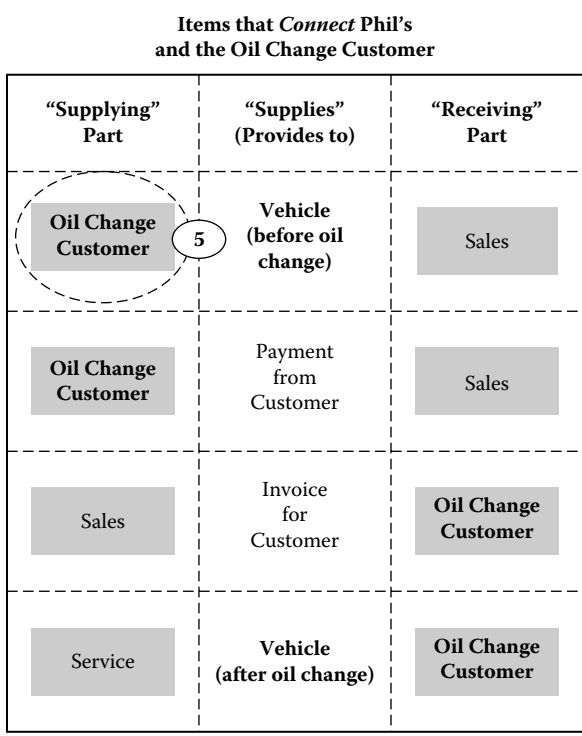 Items that Connect Phil's
and the Oil Change Customer
“Supplying”
Part
“Supplies”
(Provides to)
“Receiving”
Part
Oil Change
Customer
5
Vehicle
(before oil
change)
Sales
Oil Change
Customer
Payment
from
Customer
Sales
Sales
Invoice
for
Customer
Oil Change
Customer
Service
Vehicle
(after oil change)
Oil Change
Customer